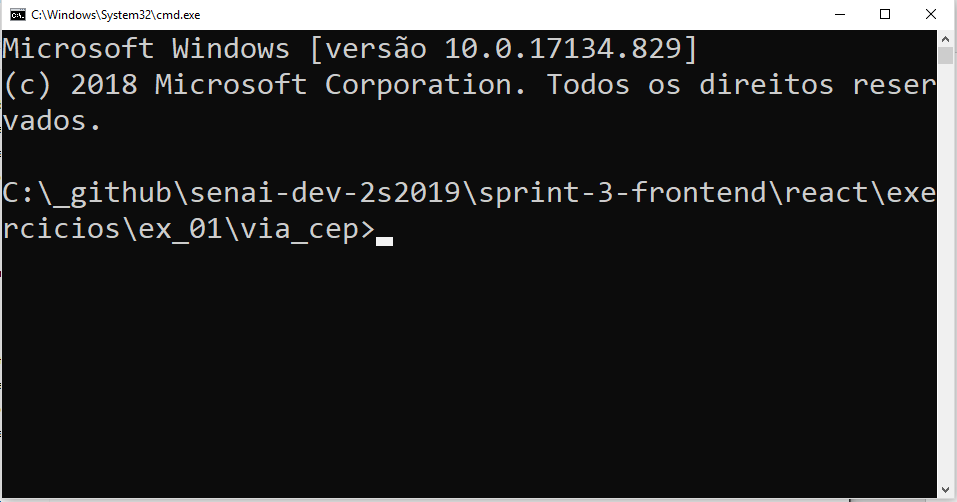 C:\Windows\System32\cmd.exe
Microsoft Windows [versão 10.0.17134.829]
(c) 2018 Microsoft Corporation. Todos os direitos reser
vados.
C:\_github\senai-dev-2s2019\sprint-3-frontend\react\exe
rcicios\ex_01\via_cep>